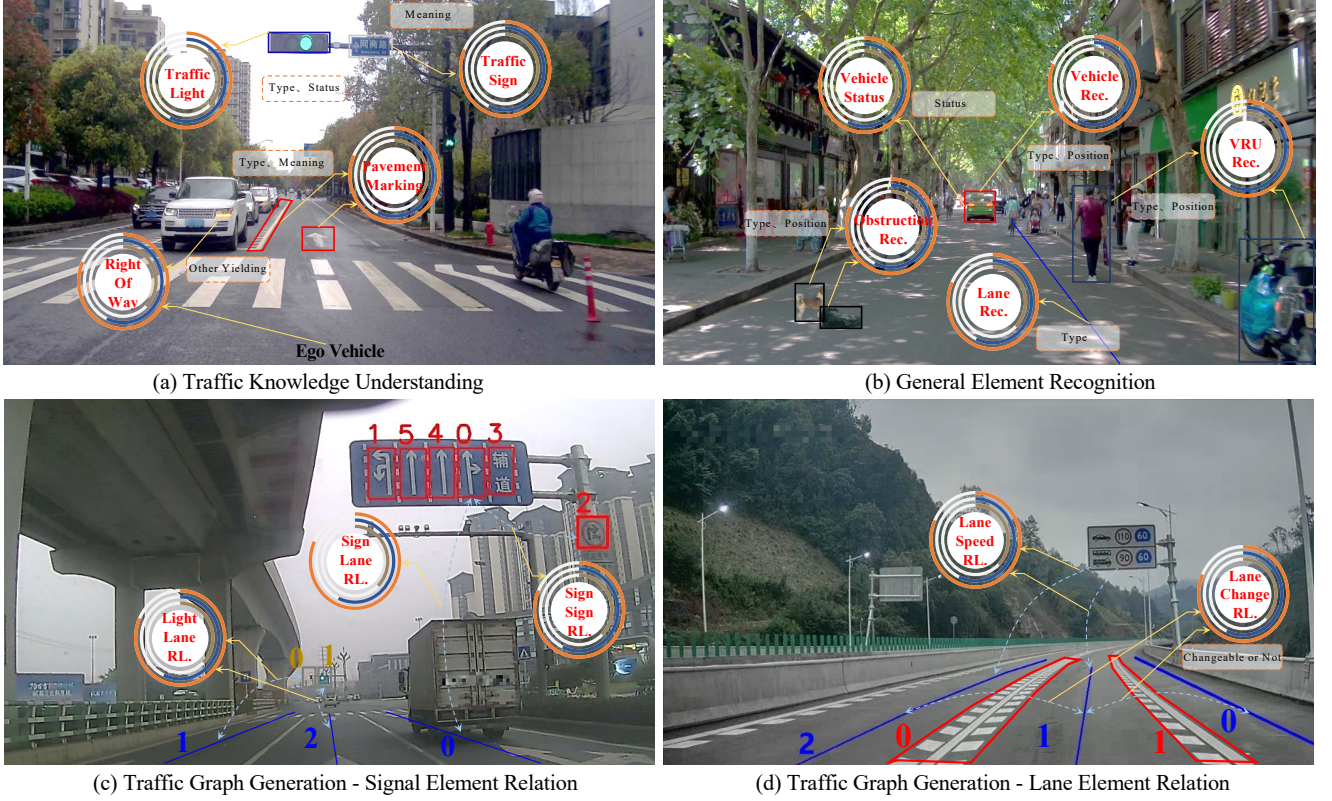 Meaning
Traffic
Light
同商路
Traffic
Sign
Type、Status
Type、Meaning
Pavement
Marking
Right
Of
Way
Other Yielding
Ego Vehicle
(a) Traffic Knowledge Understanding
Vehicle
Status
Status
Vehicle
Rec.
Type、Position
VRU
Rec.
Type、Position
Obstruction
Rec.
Type、Position
Lane
Rec.
Type
(b) General Element Recognition
1 5 4 0 3
辅
道
2
Sign
Lane
RL.
Sign
Sign
RL.
Light
Lane
RL.
0 1
1 2 0
(c) Traffic Graph Generation - Signal Element Relation
Lane
Speed
RL.
110 60
90 60
Lane
Change
RL.
Changeable or Not
2 0 1 1 0
(d) Traffic Graph Generation - Lane Element Relation